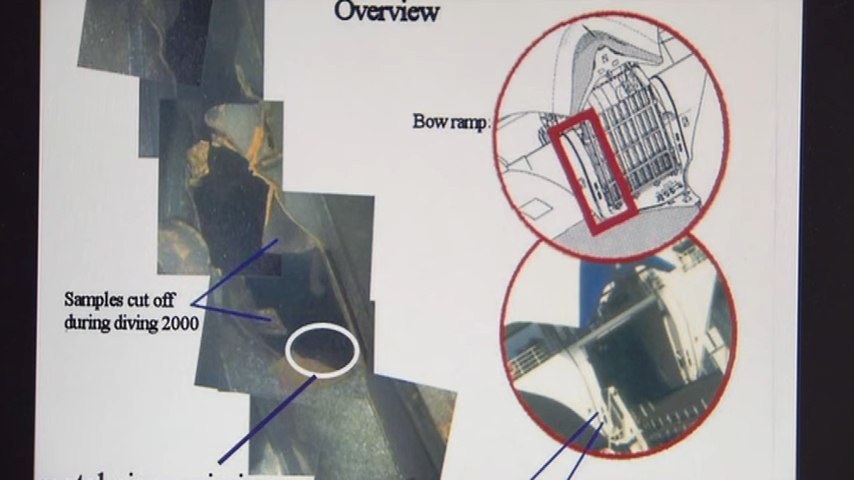 Overview
Bow ramp
Samples cut off
during diving 2000